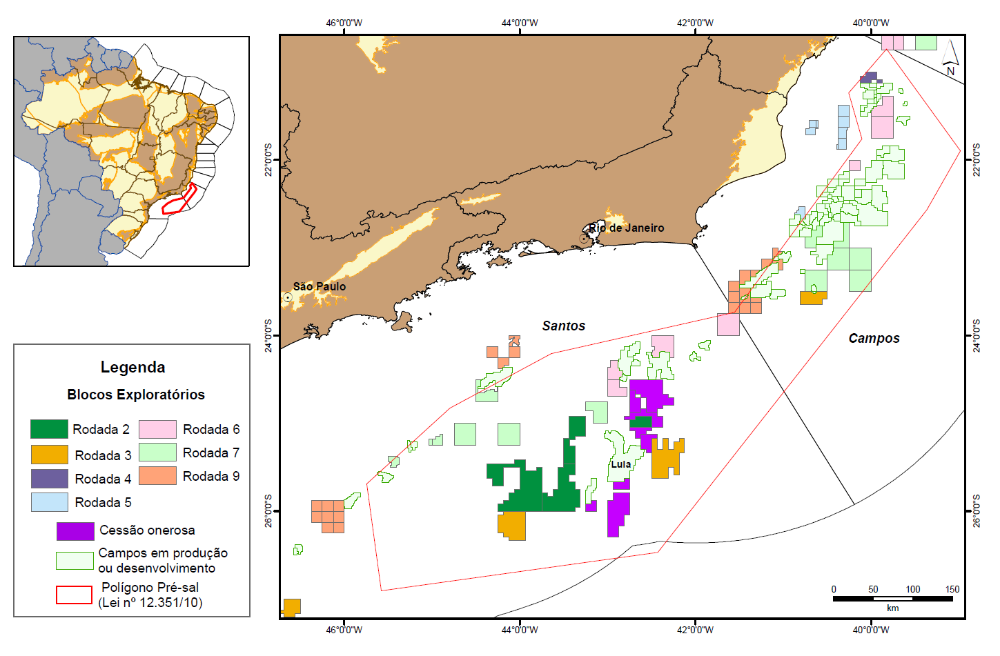 46°0'0"W
44°0'0"W
42°0'0"W
40°0'0"W
N
22°0'0"S
22°0'0"S
Rio de Janeiro
São Paulo
Santos
24°0'0"S
24°0'0"S
Campos
Lula
26°0'0"S
26°0'0"S
0 50 100 150
km
46°0'0"W
44°0'0"W
42°0'0"W
40°0'0"W
Legenda
Blocos Exploratórios
Rodada 2
Rodada 3
Rodada 4
Rodada 5
Rodada 6
Rodada 7
Rodada 9
Cessão onerosa
Campos em produção
ou desenvolvimento
Polígono Pré-sal
(Lei nº 12.351/10)